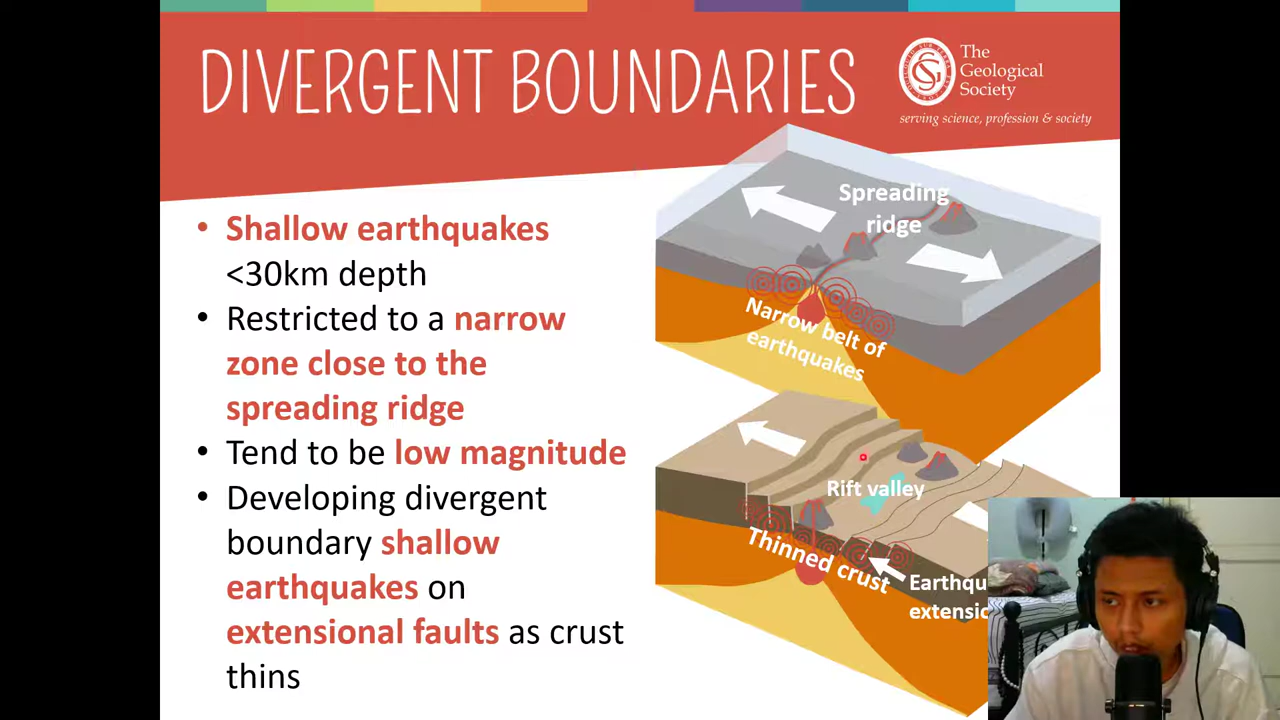 DIVERGENT BOUNDARIES
The
Geological
Society
serving science, profession & society
• Shallow earthquakes
<30km depth
• Restricted to a narrow
zone close to the
spreading ridge
• Tend to be low magnitude
• Developing divergent
boundary shallow
earthquakes on
extensional faults as crust
thins
Spreading
ridge
Narrow belt of
earthquakes
Rift valley
Thinned crust